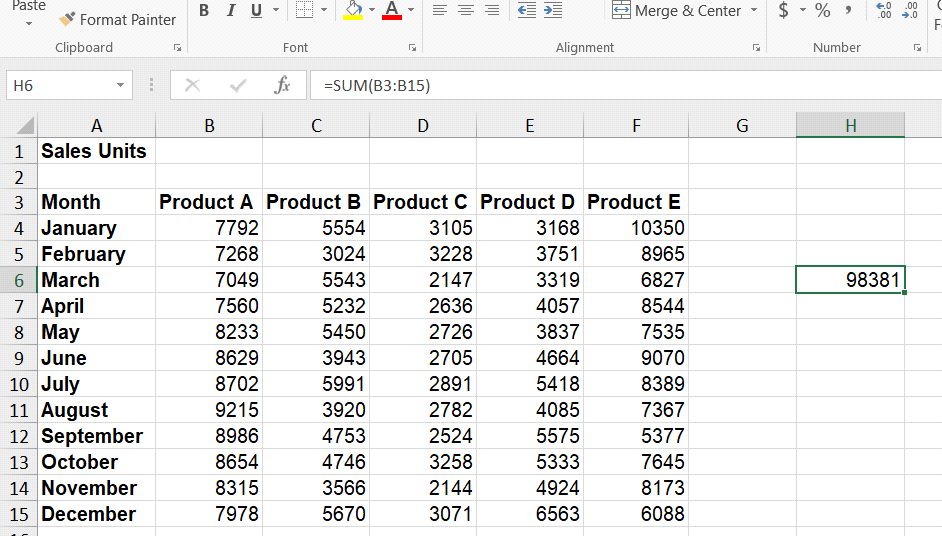 Paste
Format Painter
B I U A
Merge & Center $ % , .0 .00 .00 .0
Clipboard Font Alignment Number
H6 fx =SUM(B3:B15)
A B C D E F G H
1 Sales Units
2
3 Month Product A Product B Product C Product D Product E
4 January 7792 5554 3105 3168 10350
5 February 7268 3024 3228 3751 8965
6 March 7049 5543 2147 3319 6827 98381
7 April 7560 5232 2636 4057 8544
8 May 8233 5450 2726 3837 7535
9 June 8629 3943 2705 4664 9070
10 July 8702 5991 2891 5418 8389
11 August 9215 3920 2782 4085 7367
12 September 8986 4753 2524 5575 5377
13 October 8654 4746 3258 5333 7645
14 November 8315 3566 2144 4924 8173
15 December 7978 5670 3071 6563 6088